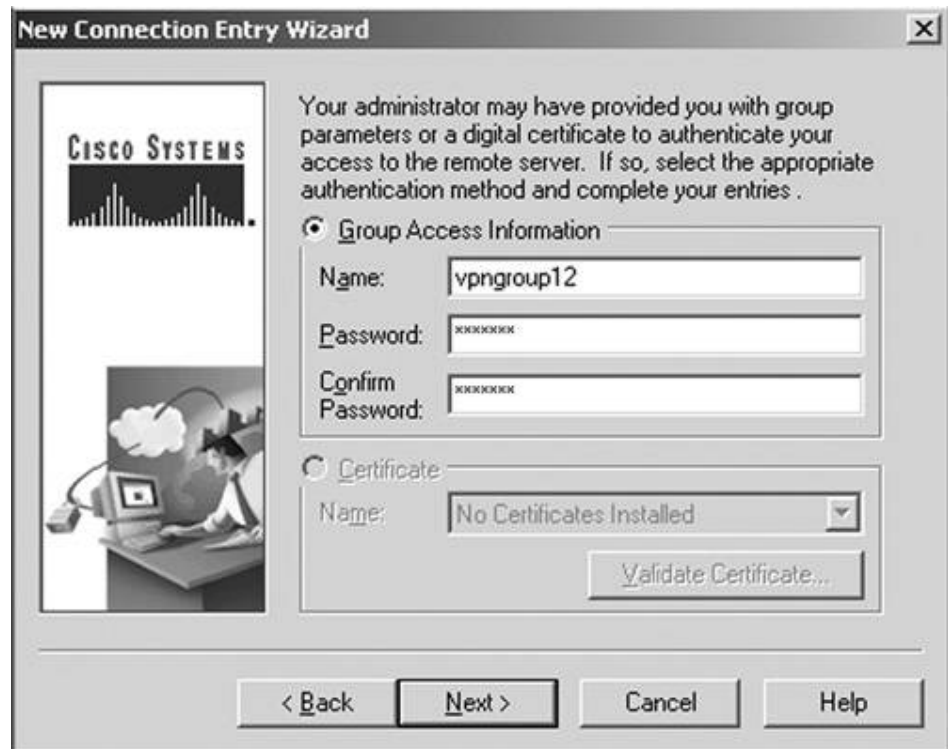 New Connection Entry Wizard
CISCO SYSTEMS
Your administrator may have provided you with group
parameters or a digital certificate to authenticate your
access to the remote server. If so, select the appropriate
authentication method and complete your entries .
Group Access Information
Name:
vpngroup12
Password:
×××××××
Confirm
Password:
×××××××
Certificate
Name:
No Certificates Installed
Validate Certificate...
< Back
Next >
Cancel
Help